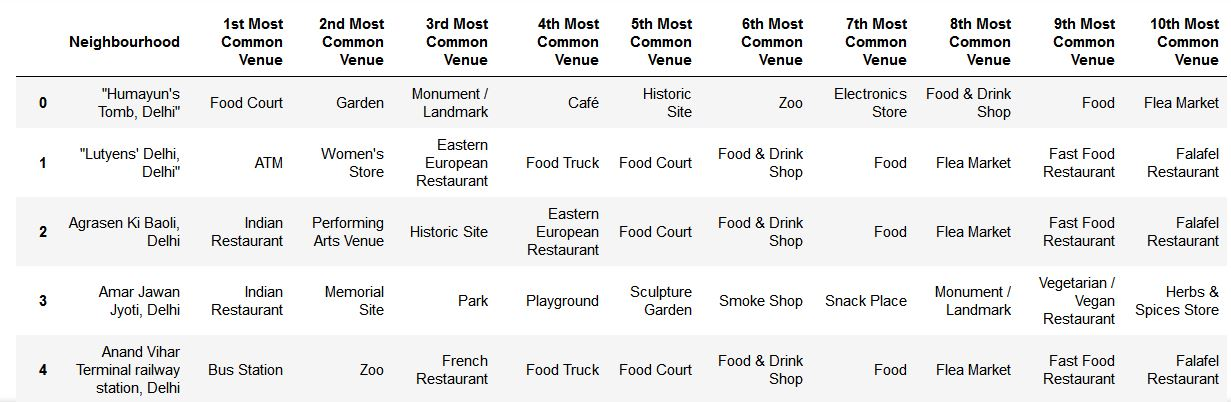 Neighbourhood 1st Most Common Venue 2nd Most Common Venue 3rd Most Common Venue 4th Most Common Venue 5th Most Common Venue 6th Most Common Venue 7th Most Common Venue 8th Most Common Venue 9th Most Common Venue 10th Most Common Venue
0 "Humayun's Tomb, Delhi" Food Court Garden Monument / Landmark Café Historic Site Zoo Electronics Store Food & Drink Shop Food Flea Market
1 "Lutyens' Delhi, Delhi" ATM Women's Store Eastern European Restaurant Food Truck Food Court Food & Drink Shop Food Flea Market Fast Food Restaurant Falafel Restaurant
2 Agrasen Ki Baoli, Delhi Indian Restaurant Performing Arts Venue Historic Site Eastern European Restaurant Food Court Food & Drink Shop Food Flea Market Fast Food Restaurant Falafel Restaurant
3 Amar Jawan Jyoti, Delhi Indian Restaurant Memorial Site Park Playground Sculpture Garden Smoke Shop Snack Place Monument / Landmark Vegetarian / Vegan Restaurant Herbs & Spices Store
4 Anand Vihar Terminal railway station, Delhi Bus Station Zoo French Restaurant Food Truck Food Court Food & Drink Shop Food Flea Market Fast Food Restaurant Falafel Restaurant